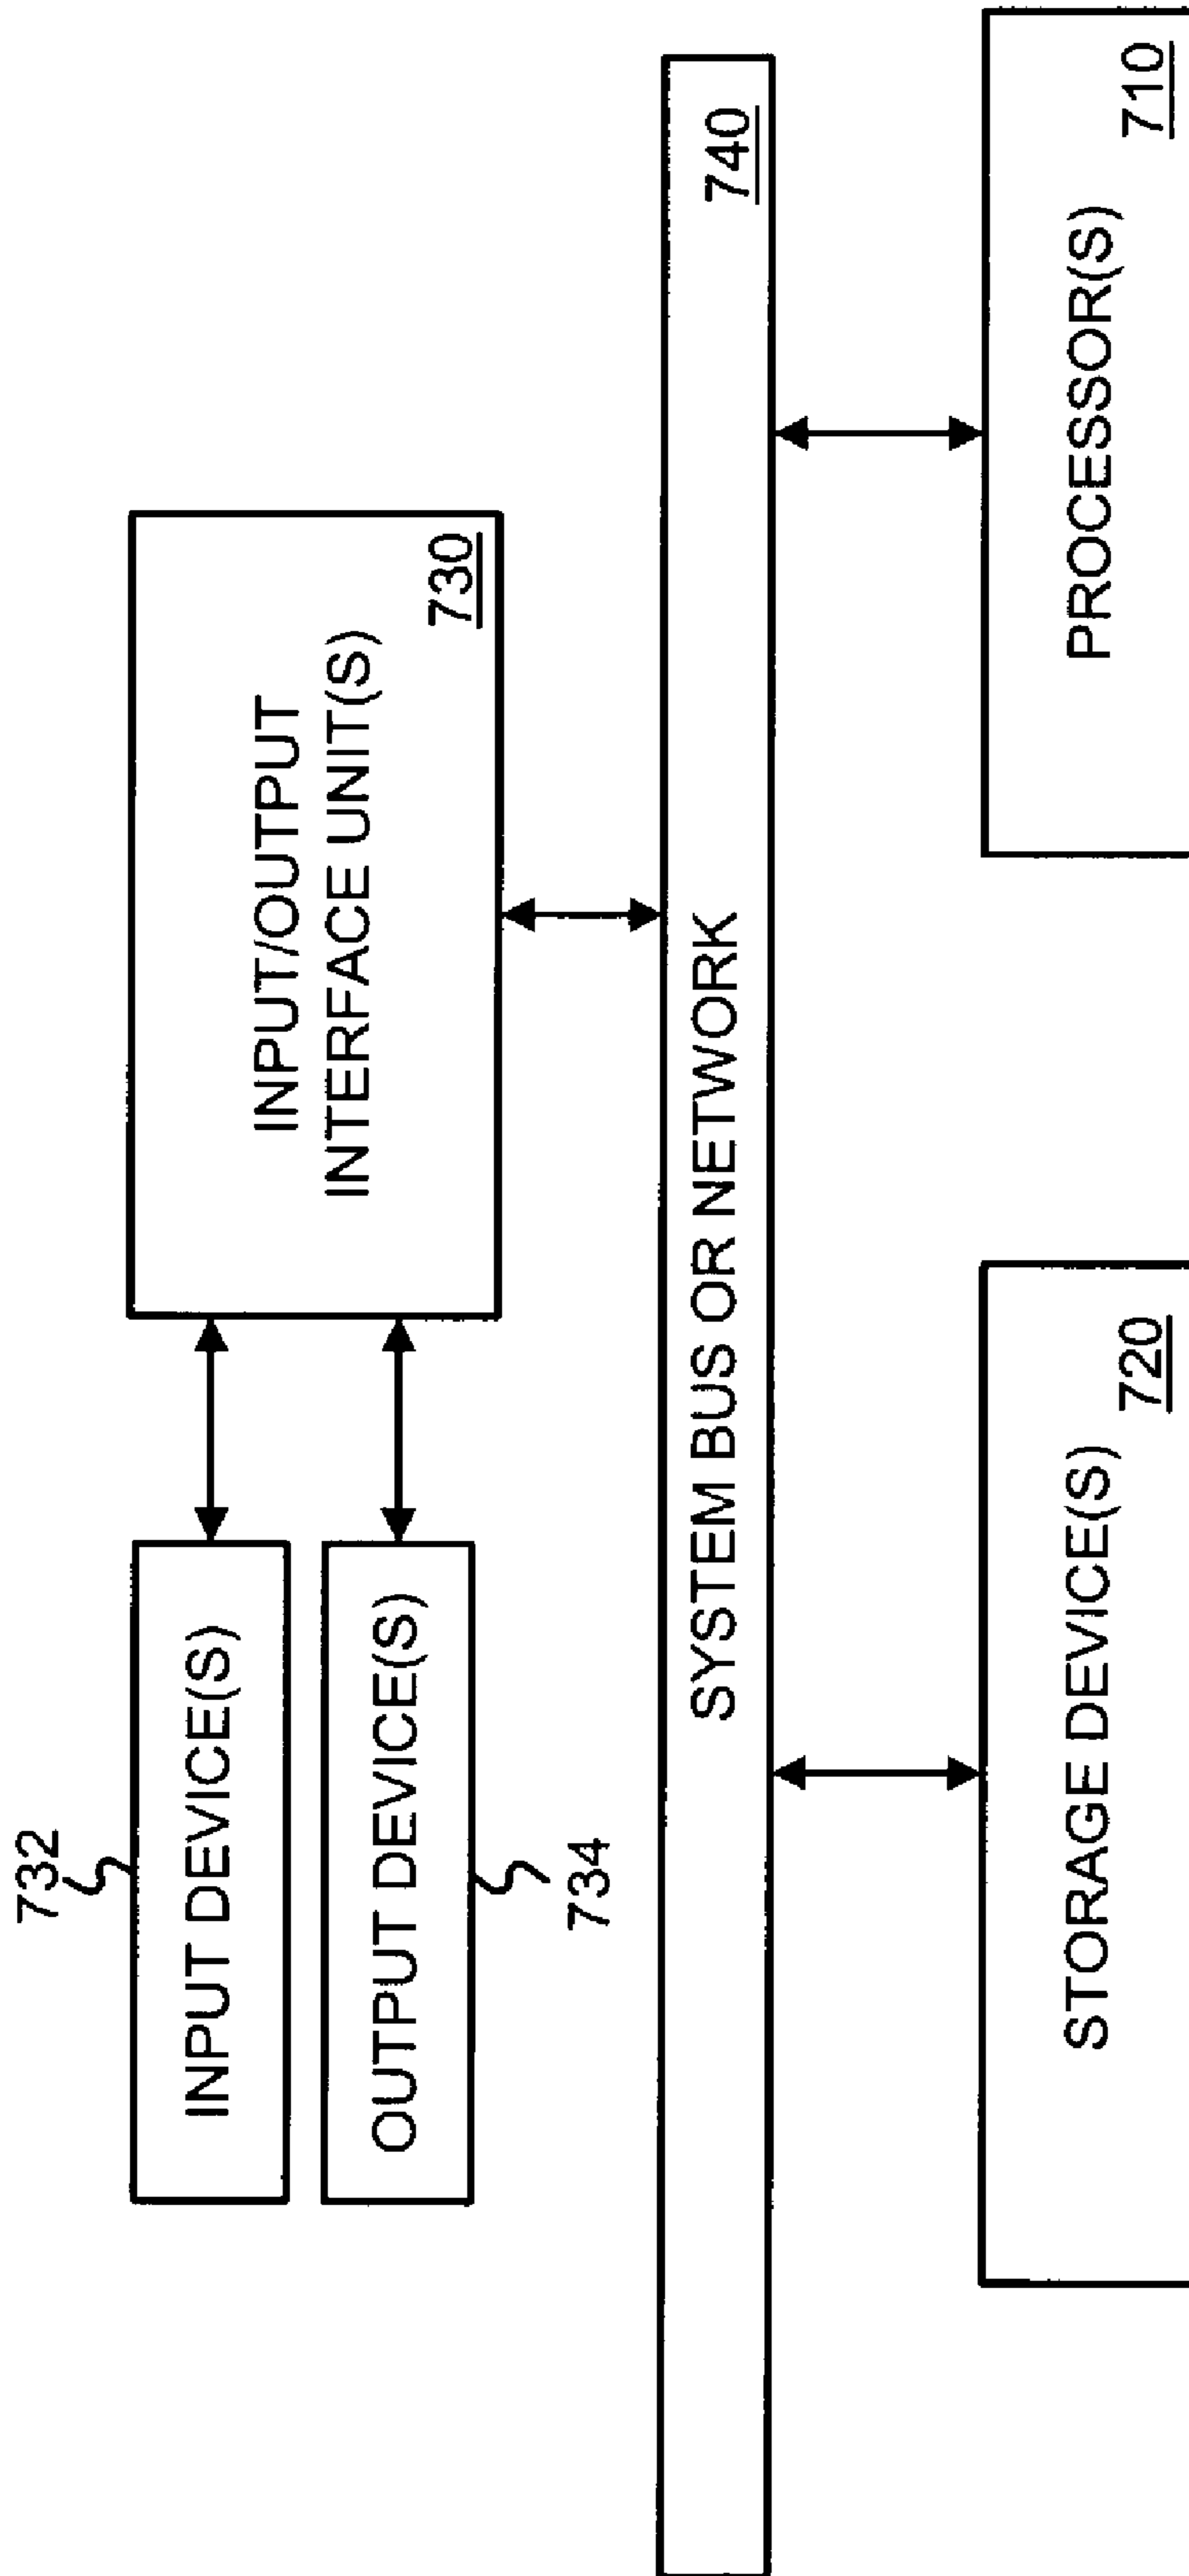 732
INPUT DEVICE(S)
OUTPUT DEVICE(S)
734
INPUT/OUTPUT
INTERFACE UNIT(S)
730
SYSTEM BUS OR NETWORK
740
STORAGE DEVICE(S)
720
PROCESSOR(S)
710